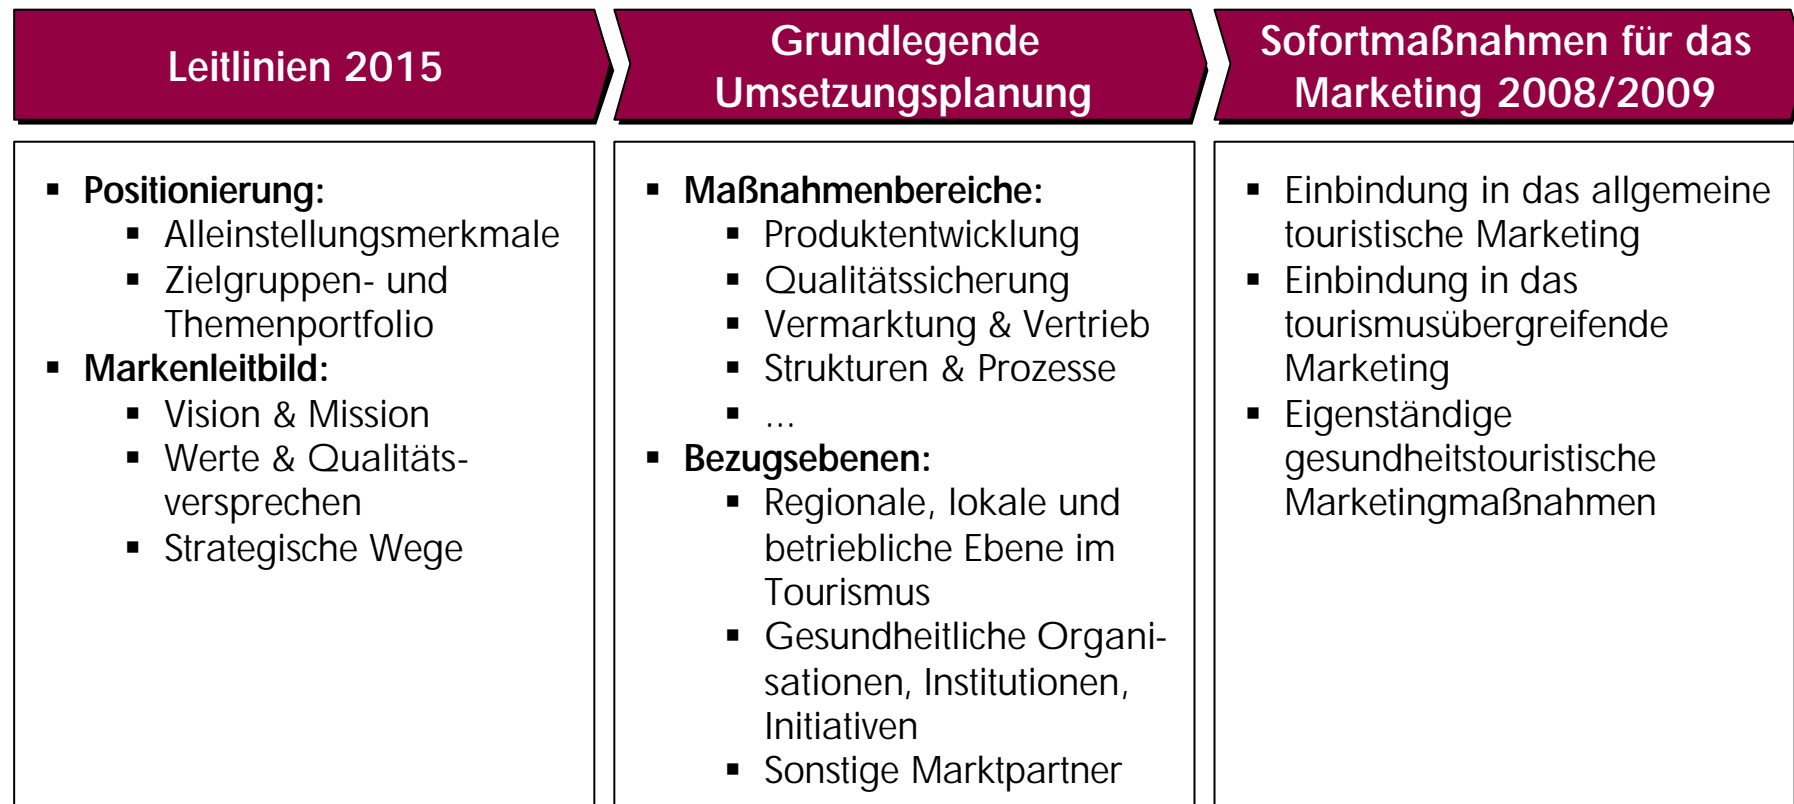 Leitlinien 2015
▪ Positionierung:
▪ Alleinstellungsmerkmale
▪ Zielgruppen- und
Themenportfolio
▪ Markenleitbild:
▪ Vision & Mission
▪ Werte & Qualitäts-
versprechen
▪ Strategische Wege
Grundlegende
Umsetzungsplanung
▪ Maßnahmenbereiche:
▪ Produktentwicklung
▪ Qualitätssicherung
▪ Vermarktung & Vertrieb
▪ Strukturen & Prozesse
▪ ...
▪ Bezugsebenen:
▪ Regionale, lokale und
betriebliche Ebene im
Tourismus
▪ Gesundheitliche Organi-
sationen, Institutionen,
Initiativen
▪ Sonstige Marktpartner
Sofortmaßnahmen für das
Marketing 2008/2009
▪ Einbindung in das allgemeine
touristische Marketing
▪ Einbindung in das
tourismusübergreifende
Marketing
▪ Eigenständige
gesundheitstouristische
Marketingmaßnahmen